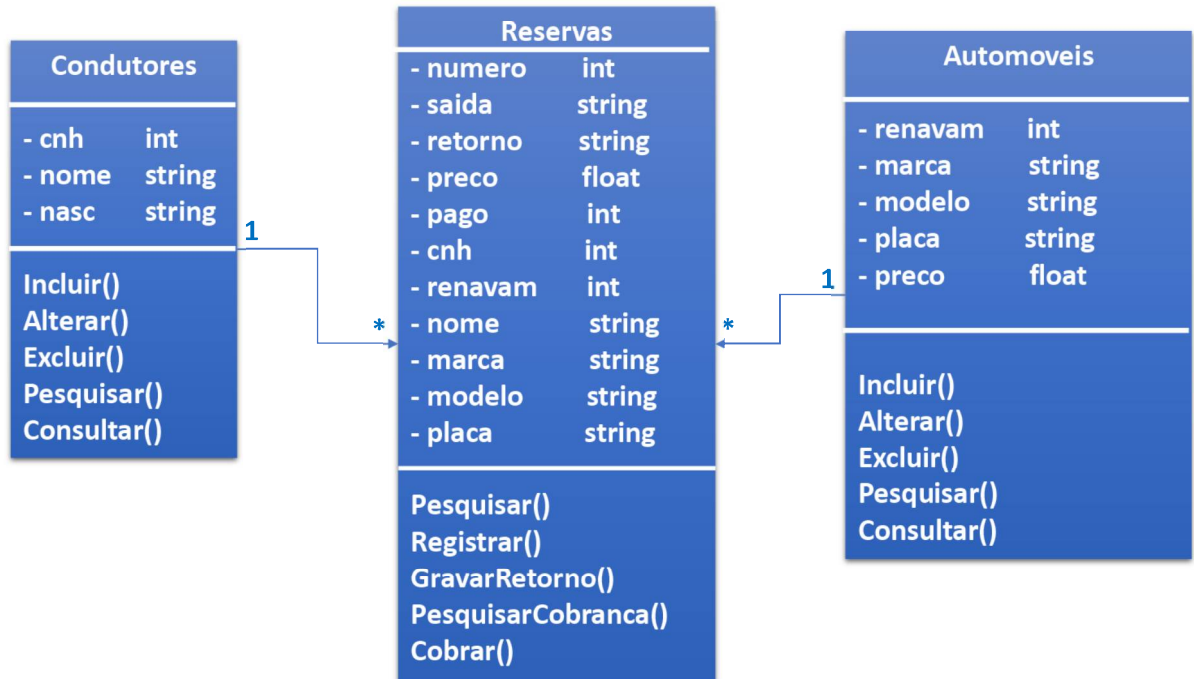 Condutores
- cnh int
- nome string
- nasc string
Incluir()
Alterar()
Excluir()
Pesquisar()
Consultar()
1
*
Reservas
- numero int
- saida string
- retorno string
- preco float
- pago int
- cnh int
- renavam int
- nome string
- marca string
- modelo string
- placa string
Pesquisar()
Registrar()
GravarRetorno()
PesquisarCobranca()
Cobrar()
*
1
Automoveis
- renavam int
- marca string
- modelo string
- placa string
- preco float
Incluir()
Alterar()
Excluir()
Pesquisar()
Consultar()